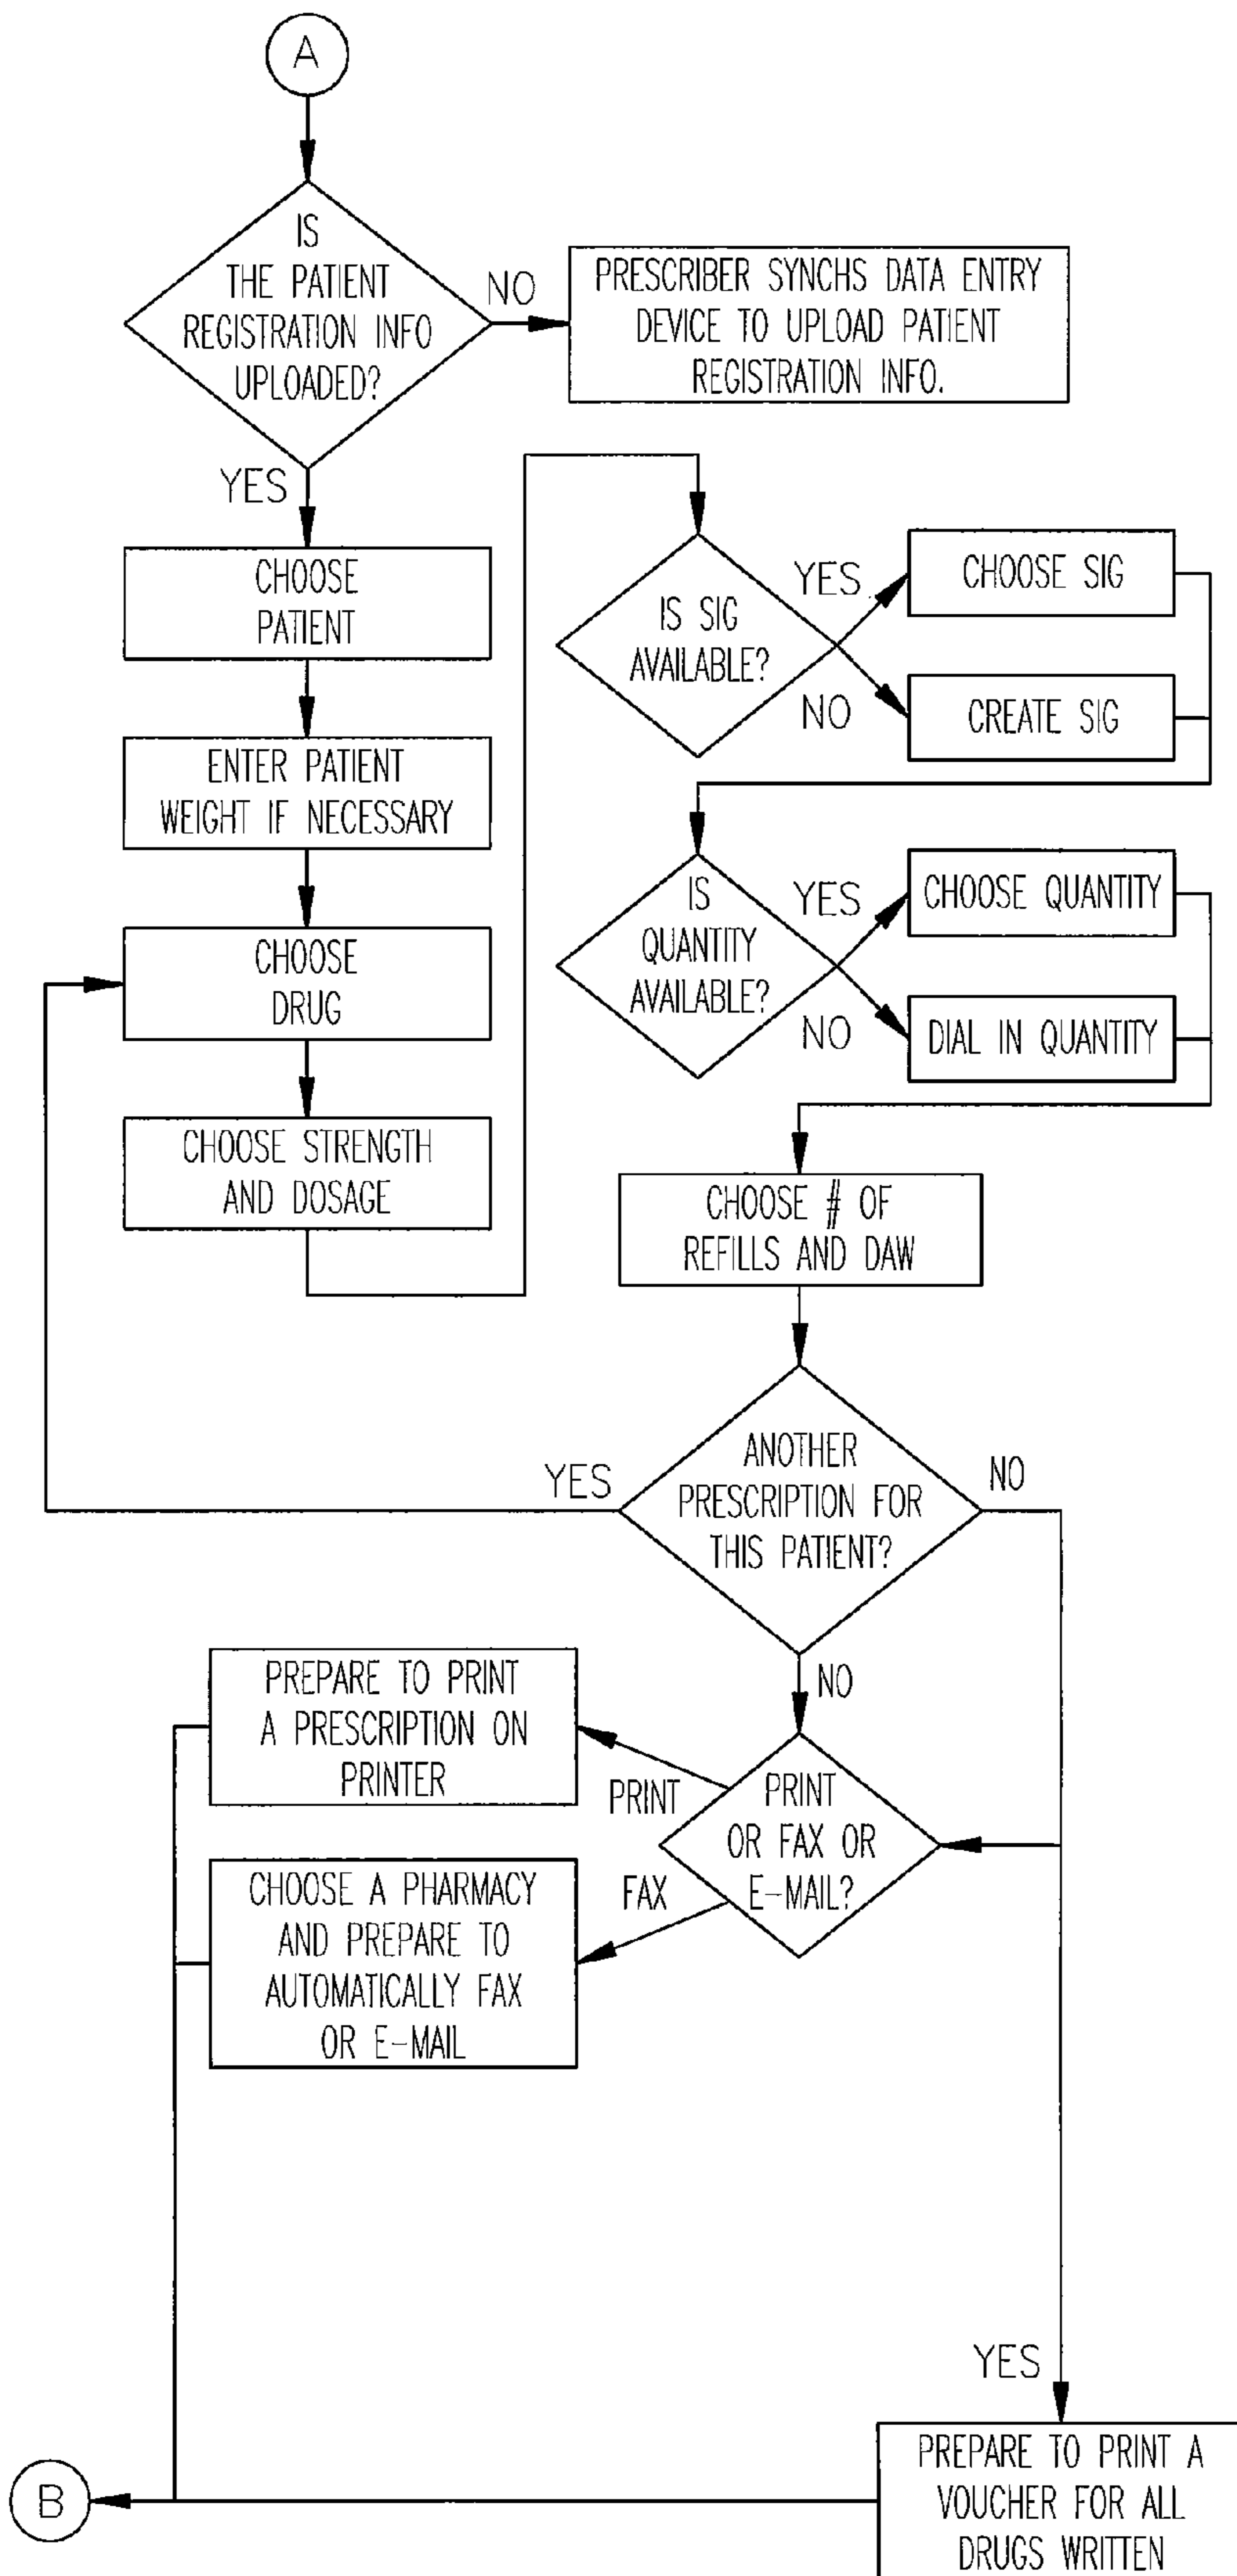 A
IS
THE PATIENT
REGISTRATION INFO
UPLOADED?
NO
PRESCRIBER SYNCHS DATA ENTRY
DEVICE TO UPLOAD PATIENT
REGISTRATION INFO.
YES
CHOOSE
PATIENT
ENTER PATIENT
WEIGHT IF NECESSARY
CHOOSE
DRUG
CHOOSE STRENGTH
AND DOSAGE
IS SIG
AVAILABLE?
YES
CHOOSE SIG
NO
CREATE SIG
IS
QUANTITY
AVAILABLE?
YES
CHOOSE QUANTITY
NO
DIAL IN QUANTITY
CHOOSE # OF
REFILLS AND DAW
ANOTHER
PRESCRIPTION FOR
THIS PATIENT?
YES
NO
NO
PRINT
OR FAX OR
E-MAIL?
PRINT
PREPARE TO PRINT
A PRESCRIPTION ON
PRINTER
FAX
CHOOSE A PHARMACY
AND PREPARE TO
AUTOMATICALLY FAX
OR E-MAIL
YES
PREPARE TO PRINT A
VOUCHER FOR ALL
DRUGS WRITTEN
B